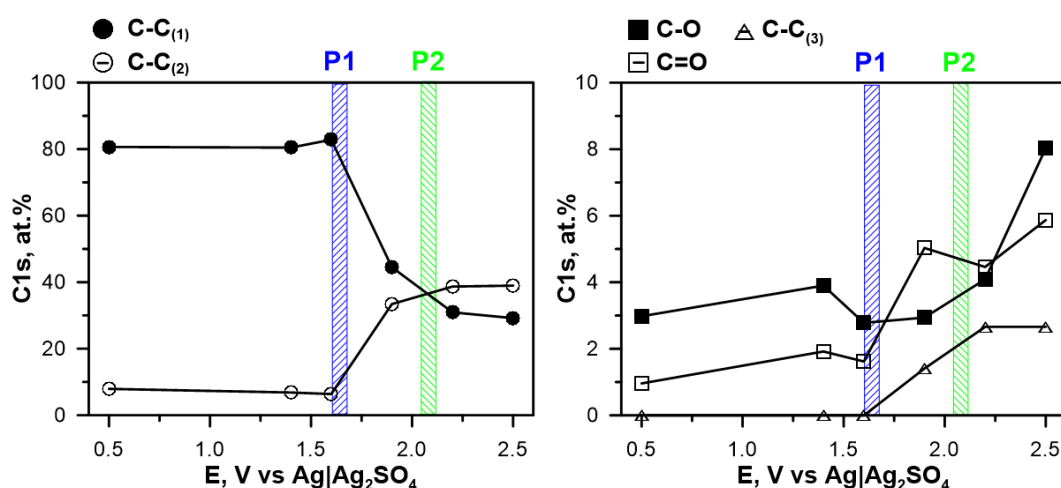 C-C(1)
C-C(2)
P1 P2
100
80
60
40
20
0
C1s, at.%
0.5 1.0 1.5 2.0 2.5
E, V vs Ag|Ag2SO4
C-O C-C(3)
C=O
P1 P2
10
8
6
4
2
0
C1s, at.%
0.5 1.0 1.5 2.0 2.5
E, V vs Ag|Ag2SO4